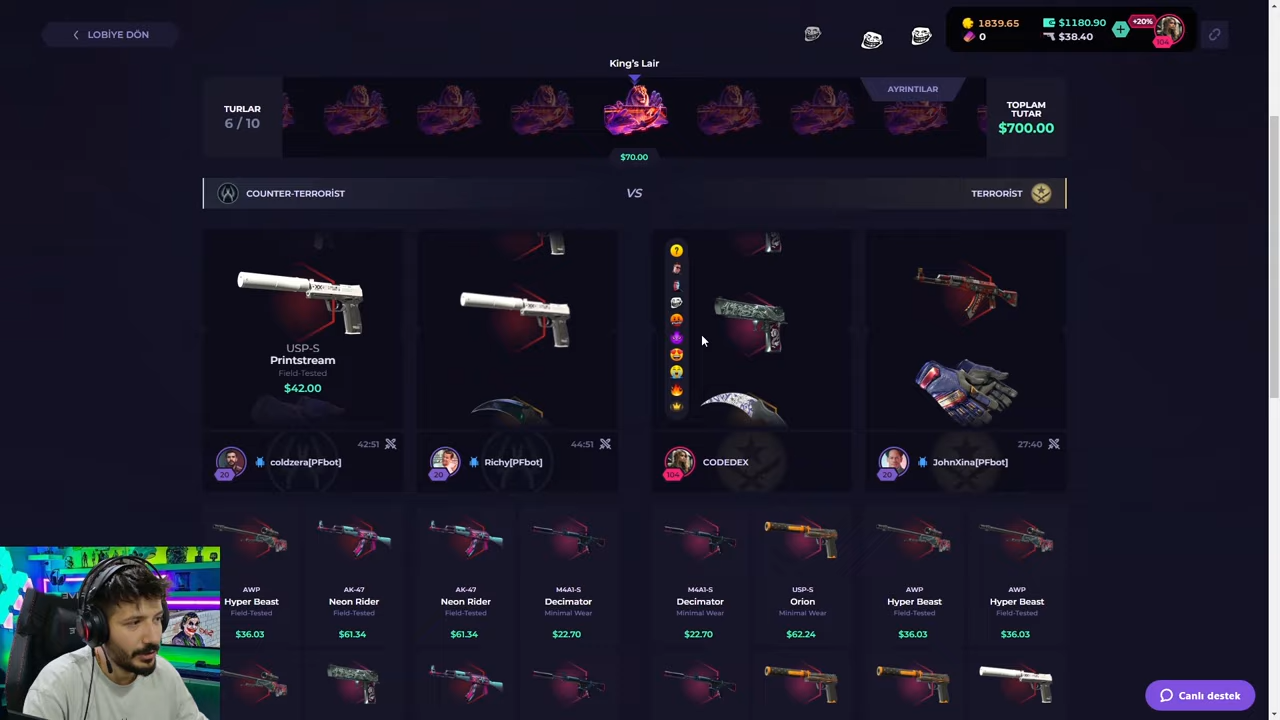 LOBİYE DÖN
1839.65
0
$1180.90
$38.40
+20%
104
King's Lair
TURLAR
6 / 10
AYRINTILAR
TOPLAM
TUTAR
$700.00
$70.00
COUNTER-TERRORİST
VS
TERRORİST
USP-S
Printstream
Field-Tested
$42.00
42:51
20
coldzera[PFbot]
44:51
20
Richy[PFbot]
104
CODEDEX
27:40
20
JohnXina[PFbot]
AWP
Hyper Beast
Field-Tested
$36.03
AK-47
Neon Rider
Field-Tested
$61.34
AK-47
Neon Rider
Field-Tested
$61.34
M4A1-S
Decimator
Minimal Wear
$22.70
M4A1-S
Decimator
Minimal Wear
$22.70
USP-S
Orion
Minimal Wear
$62.24
AWP
Hyper Beast
Field-Tested
$36.03
AWP
Hyper Beast
Field-Tested
$36.03
Canlı destek